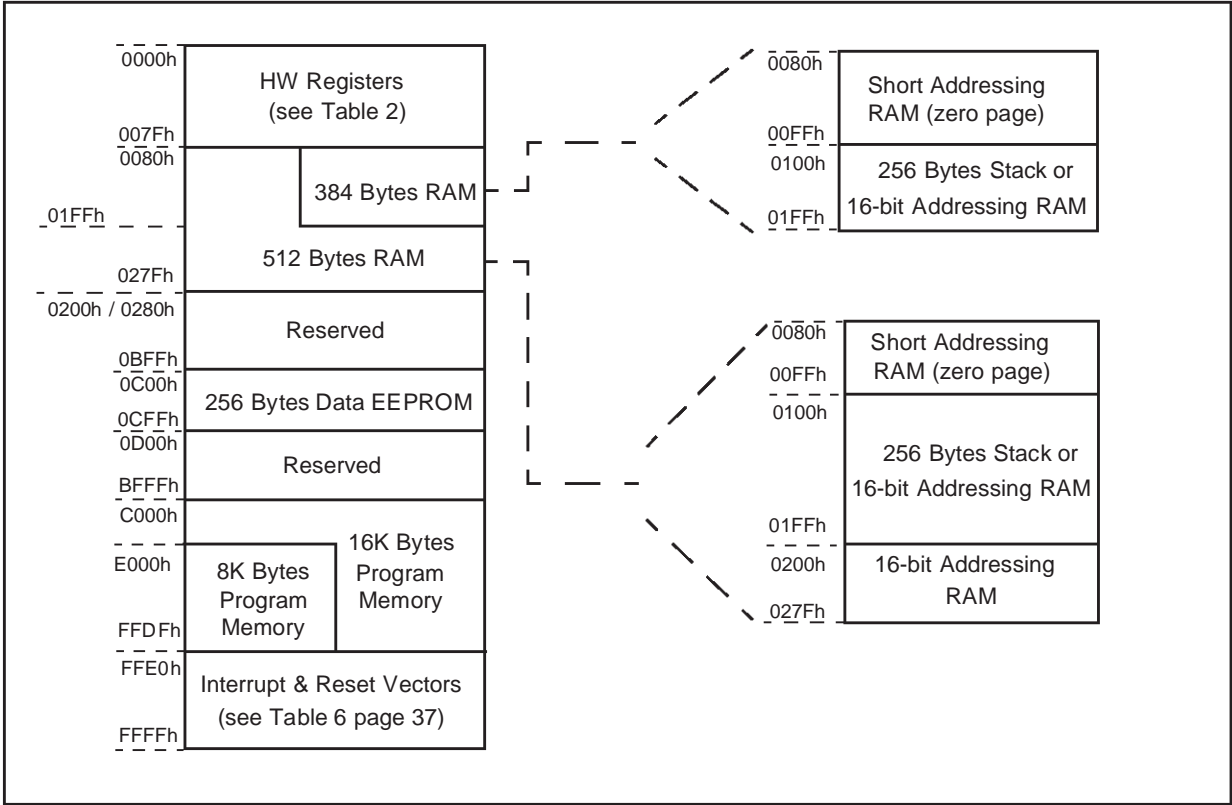 0000h
HW Registers
(see Table 2)
007Fh
0080h
384 Bytes RAM
01FFh
512 Bytes RAM
027Fh
0200h / 0280h
Reserved
0BFFh
0C00h
256 Bytes Data EEPROM
0CFFh
0D00h
Reserved
BFFFh
C000h
16K Bytes
Program
Memory
E000h
8K Bytes
Program
Memory
FFDFh
FFE0h
Interrupt & Reset Vectors
(see Table 6 page 37)
FFFFh
0080h
Short Addressing
RAM (zero page)
00FFh
0100h
256 Bytes Stack or
16-bit Addressing RAM
01FFh
0080h
Short Addressing
RAM (zero page)
00FFh
0100h
256 Bytes Stack or
16-bit Addressing RAM
01FFh
0200h
16-bit Addressing
RAM
027Fh